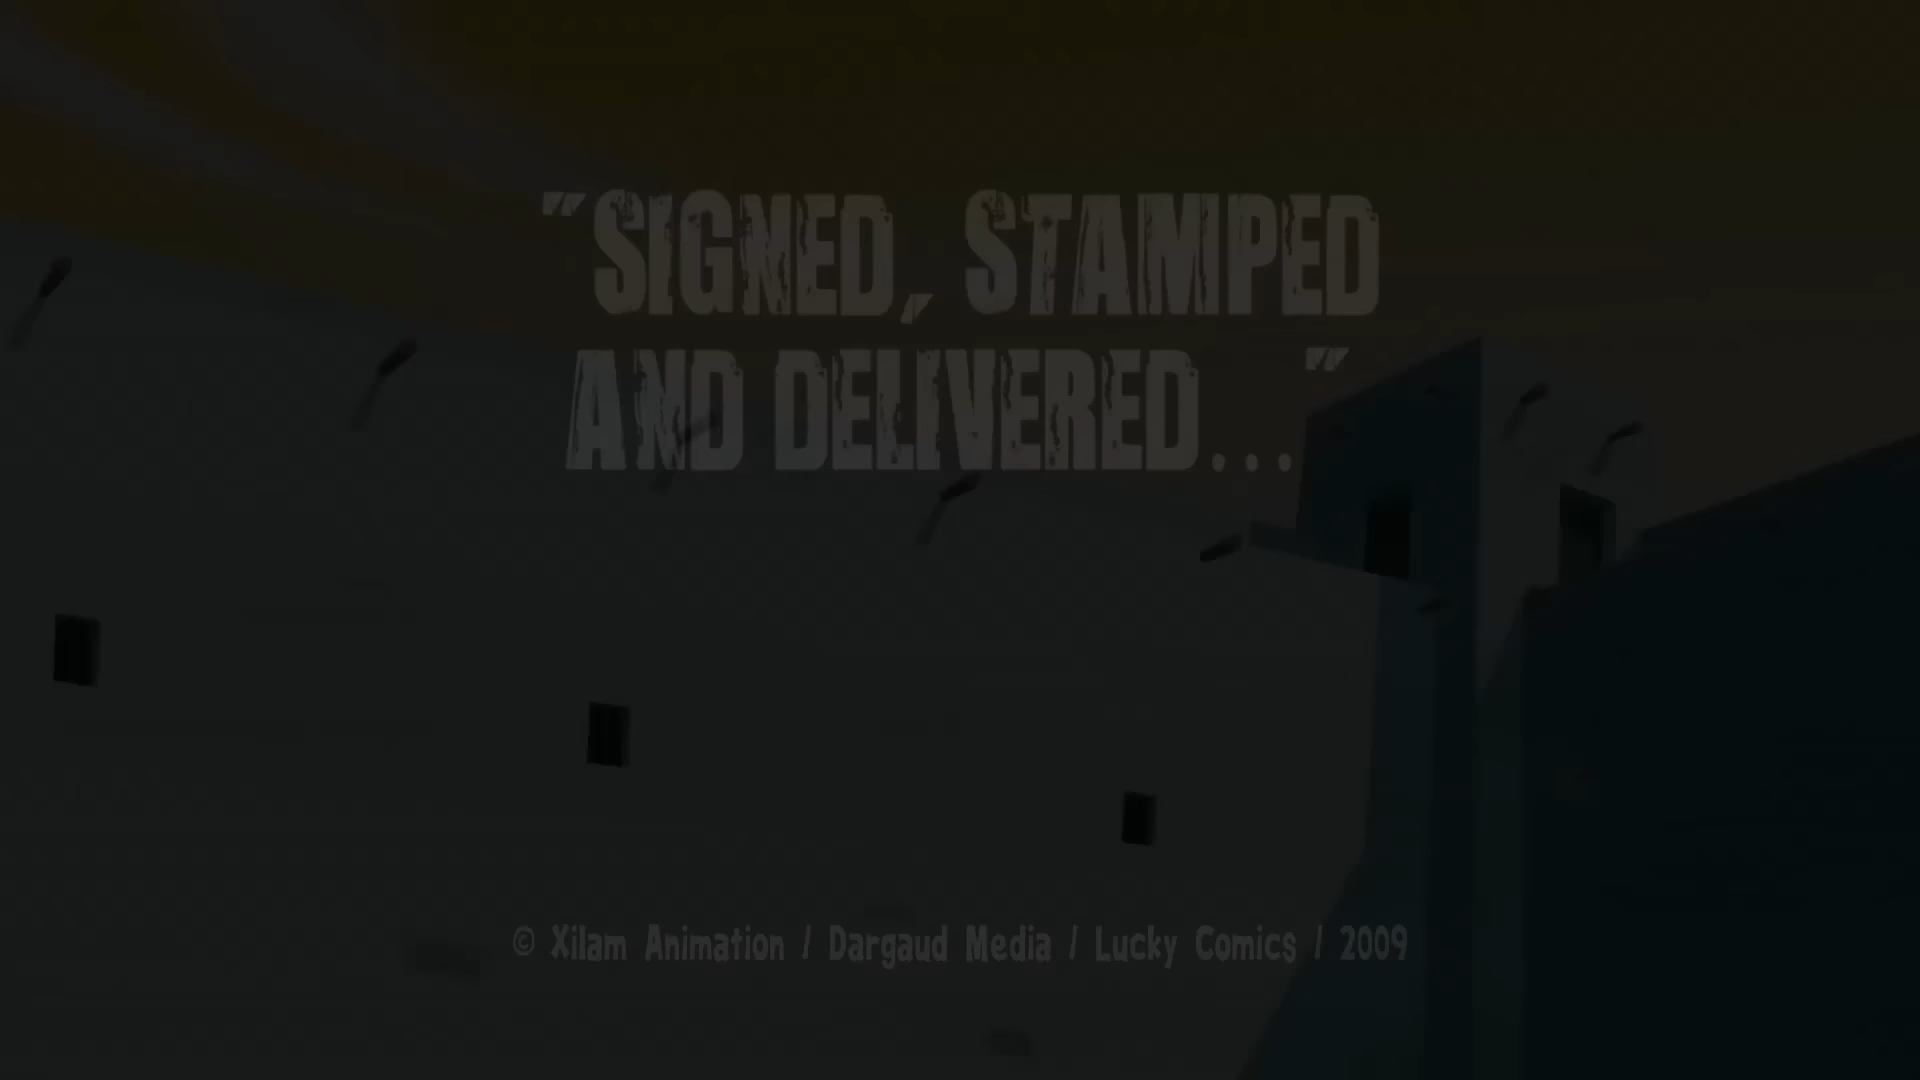 "SIGNED, STAMPED
AND DELIVERED..."
© Xilam Animation / Dargaud Media / Lucky Comics / 2009